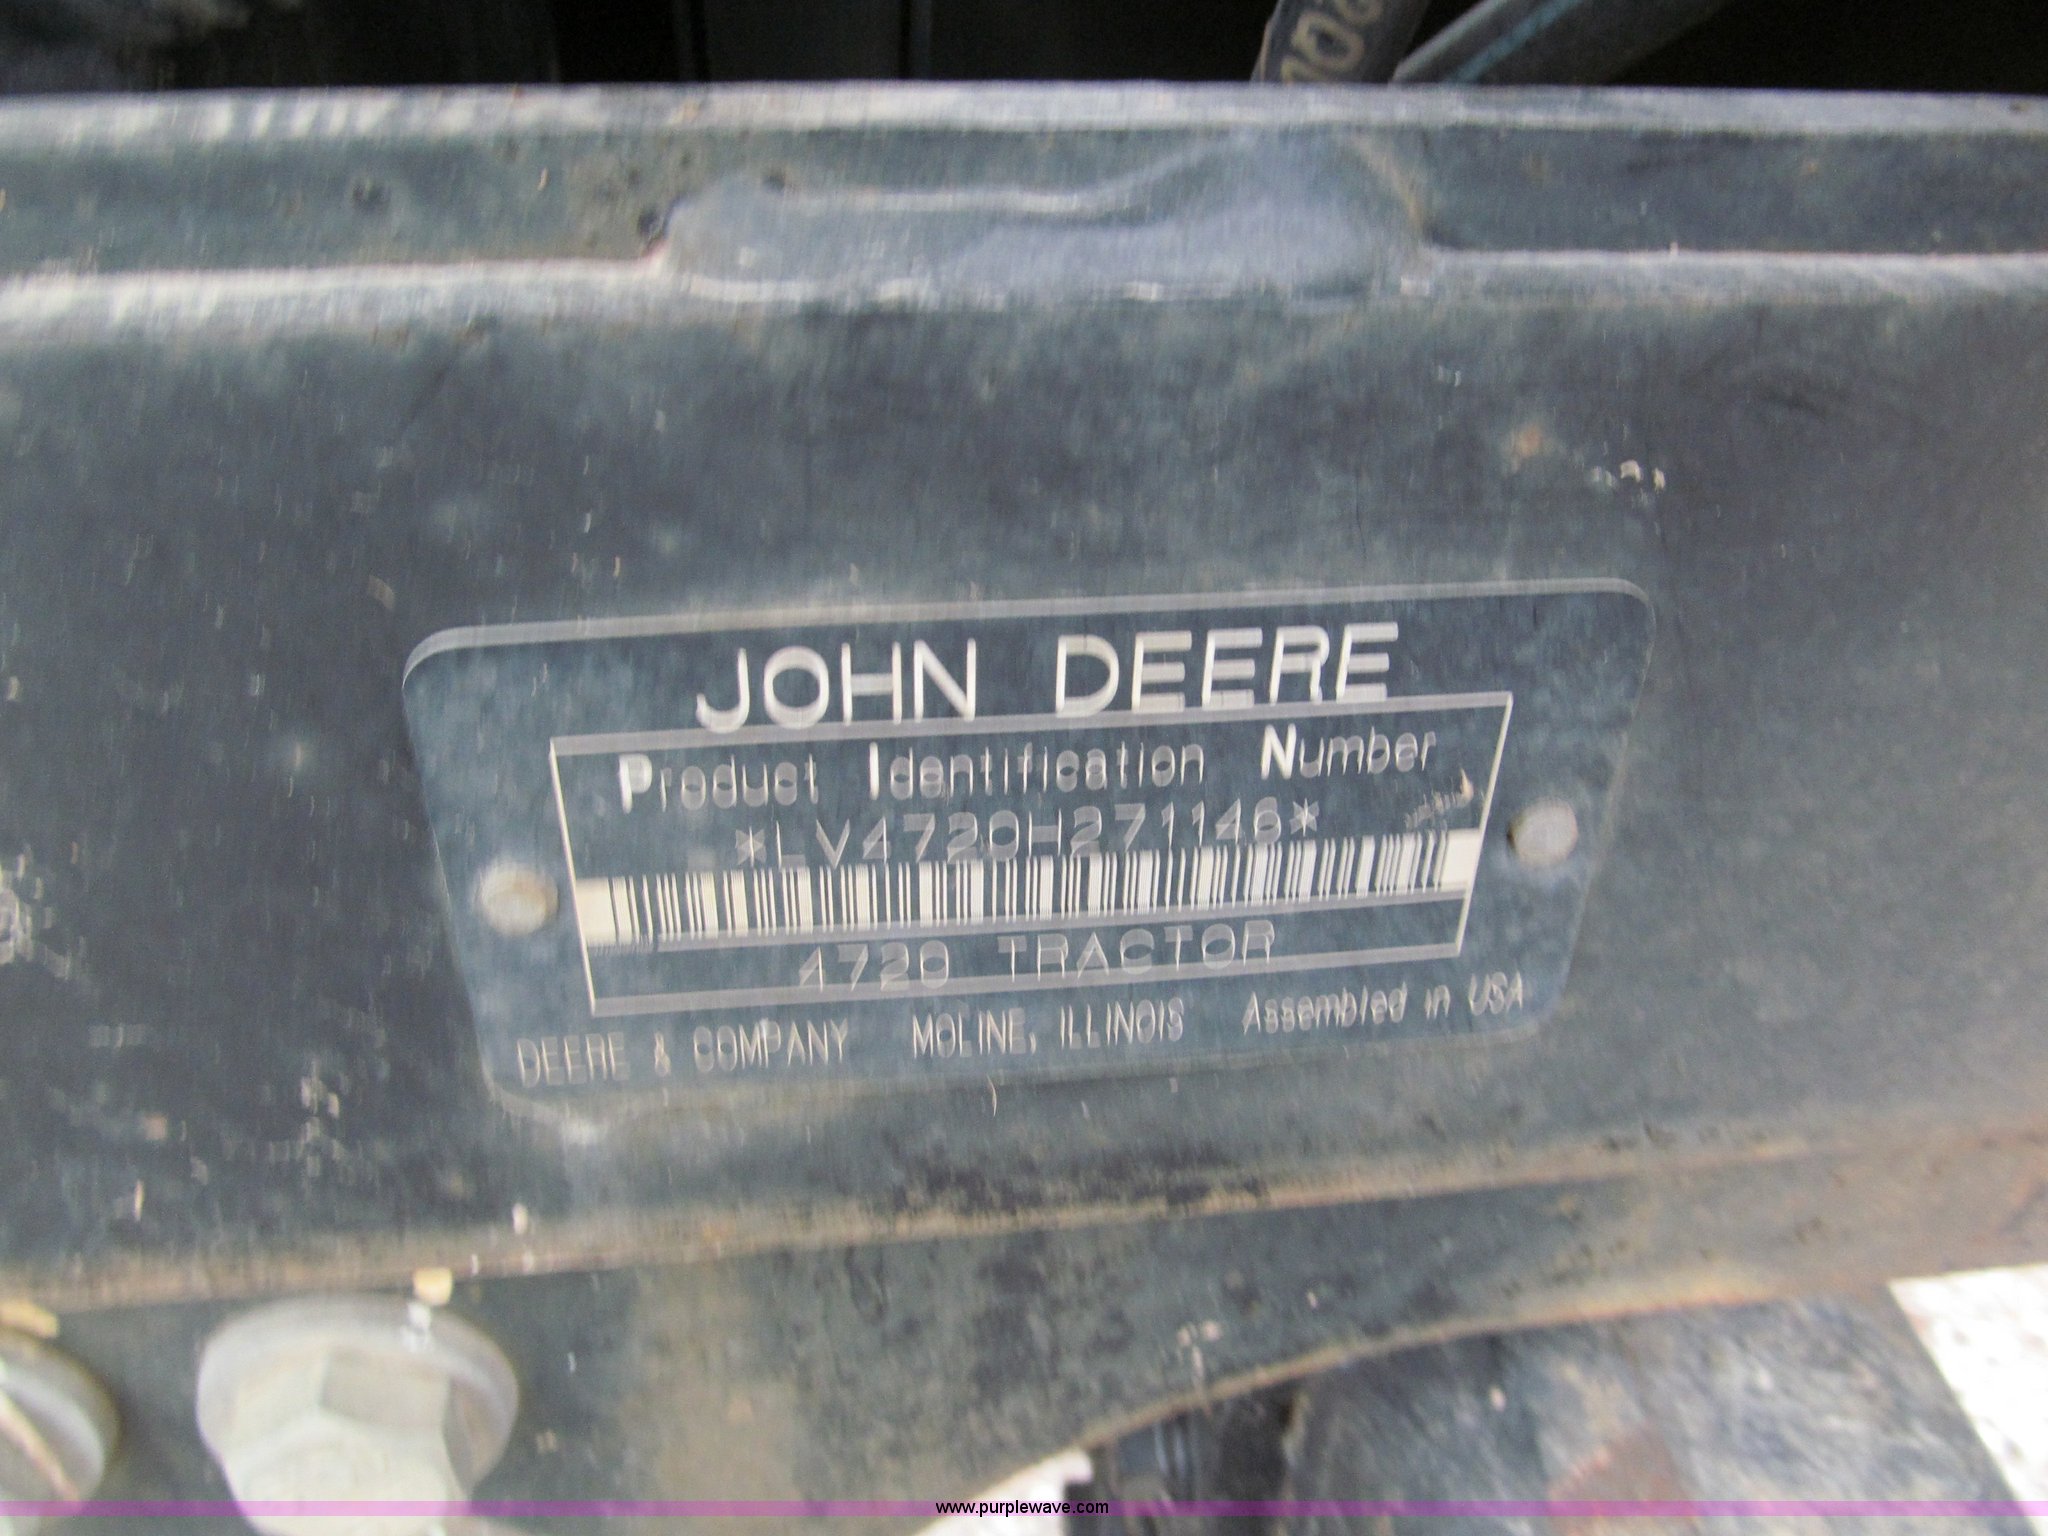 JOHN DEERE
Product Identification Number
*LV4720H271146*
4720 TRACTOR
DEERE & COMPANY MOLINE, ILLINOIS Assembled in USA
www.purplewave.com